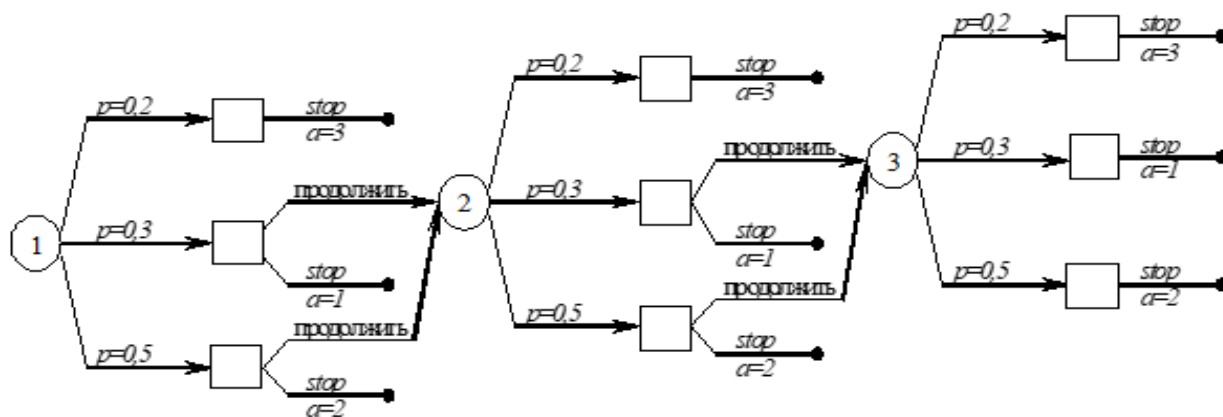 1
p=0,2
stop
a=3
p=0,3
продолжить
stop
a=1
p=0,5
продолжить
stop
a=2
2
p=0,2
stop
a=3
p=0,3
продолжить
stop
a=1
p=0,5
продолжить
stop
a=2
3
p=0,2
stop
a=3
p=0,3
stop
a=1
p=0,5
stop
a=2